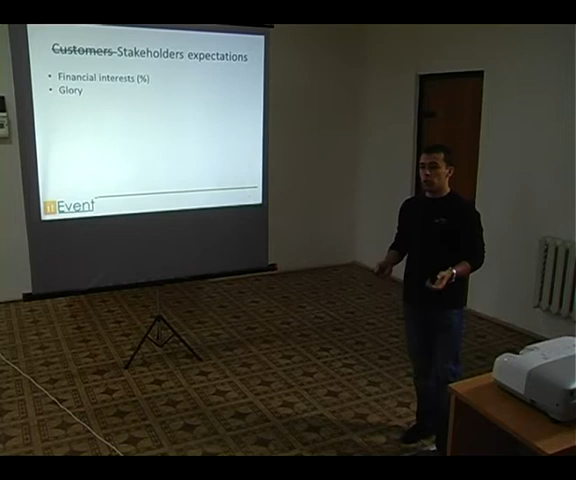 Customers Stakeholders expectations
• Financial interests (%)
• Glory
itEvent